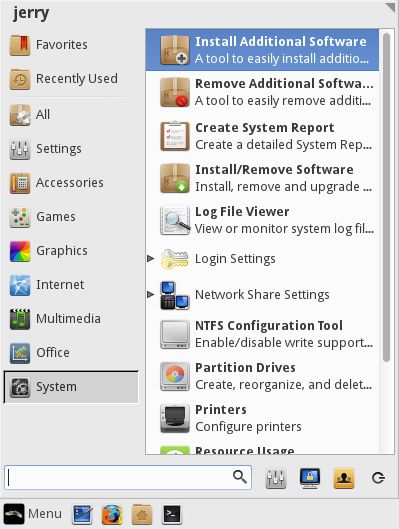 jerry
Favorites
Recently Used
All
Settings
Accessories
Games
Graphics
Internet
Multimedia
Office
System
Install Additional Software
A tool to easily install additio...
Remove Additional Softwa...
A tool to easily remove additi...
Create System Report
Create a detailed System Rep...
Install/Remove Software
Install, remove and upgrade ...
Log File Viewer
View or monitor system log fil...
Login Settings
Network Share Settings
NTFS Configuration Tool
Enable/disable write support...
Partition Drives
Create, reorganize, and delet...
Printers
Configure printers
Resource Usage
Menu